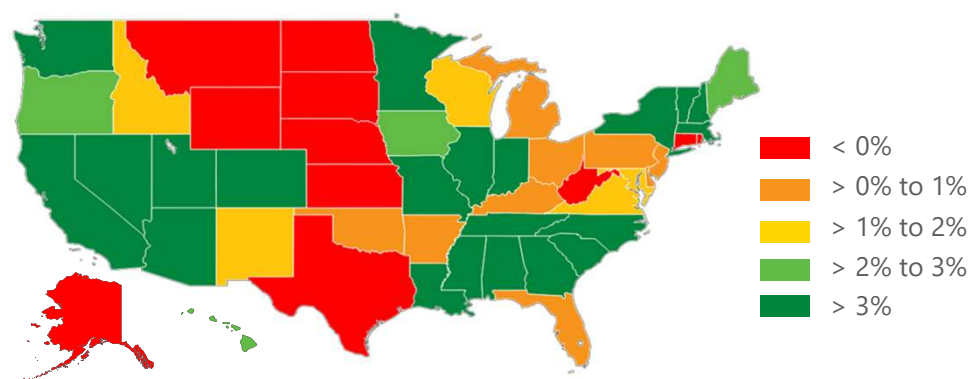 < 0%
> 0% to 1%
> 1% to 2%
> 2% to 3%
> 3%